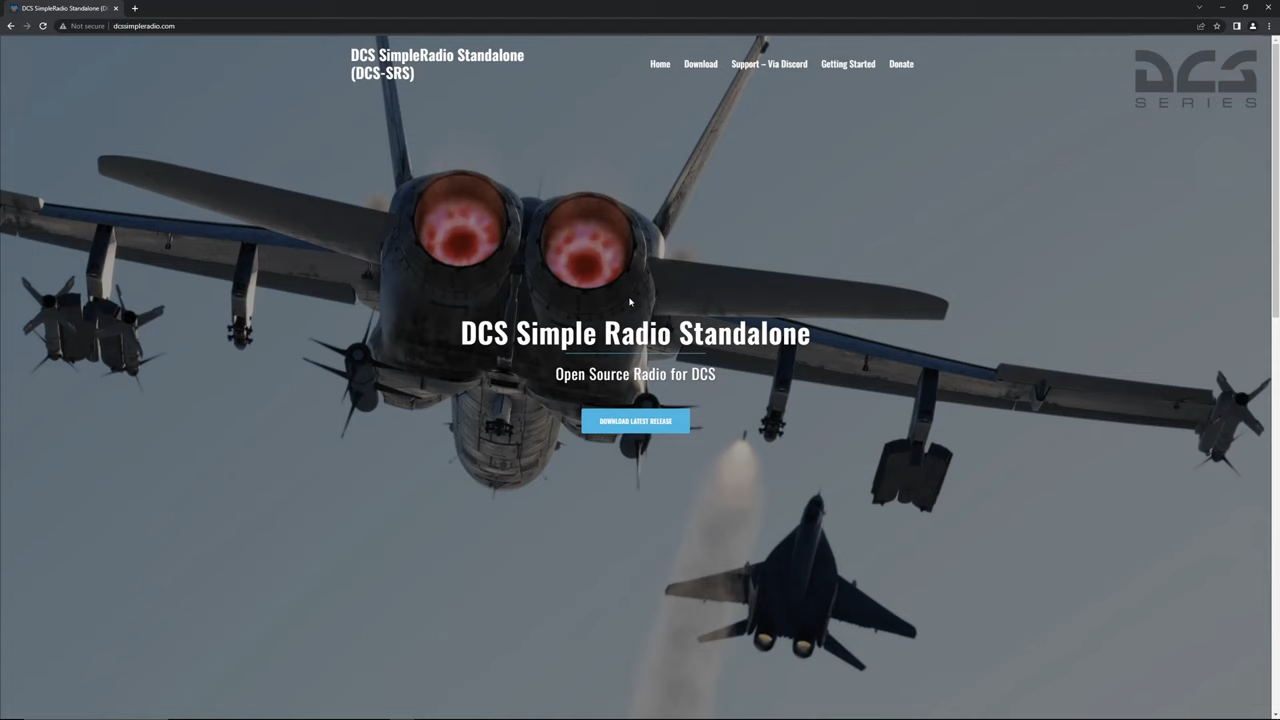 DCS SimpleRadio Standalone (D
Not secure
dcssimpleradio.com
DCS SimpleRadio Standalone
(DCS-SRS)
Home
Download
Support – Via Discord
Getting Started
Donate
DCS
SERIES
DCS Simple Radio Standalone
Open Source Radio for DCS
DOWNLOAD LATEST RELEASE